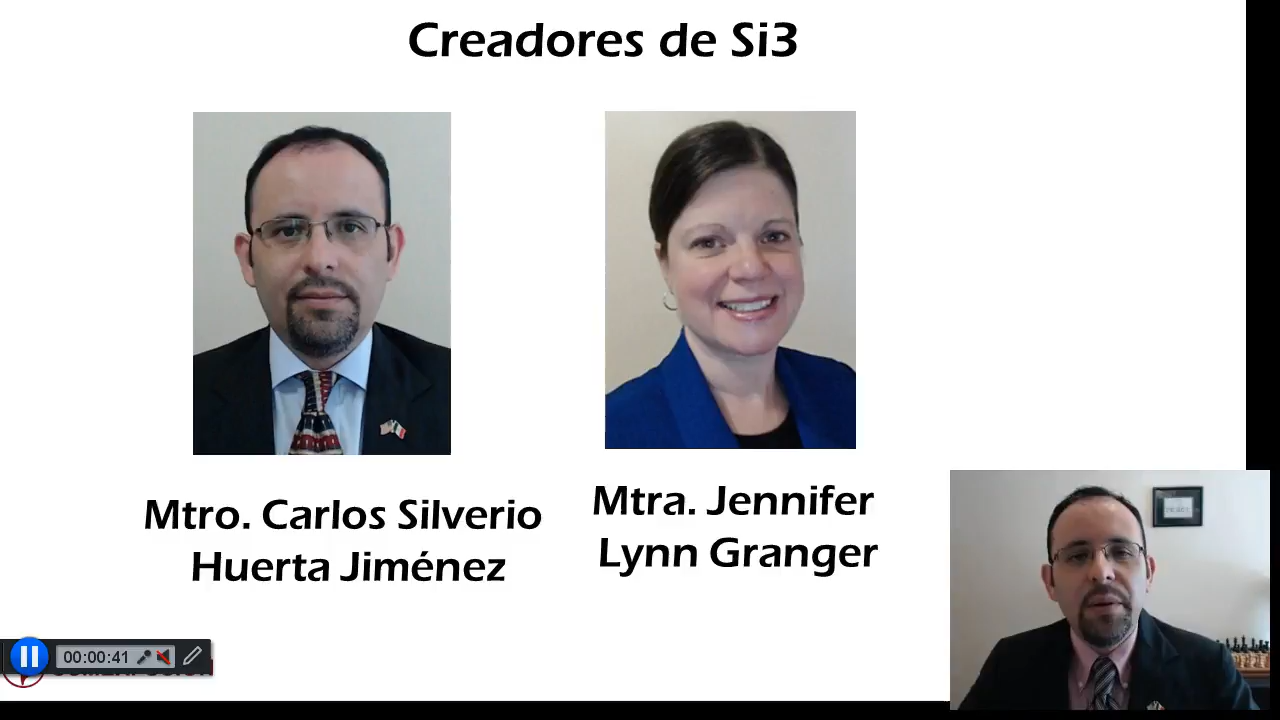 Creadores de Si3
Mtro. Carlos Silverio
Huerta Jiménez
Mtra. Jennifer
Lynn Granger
00:00:41